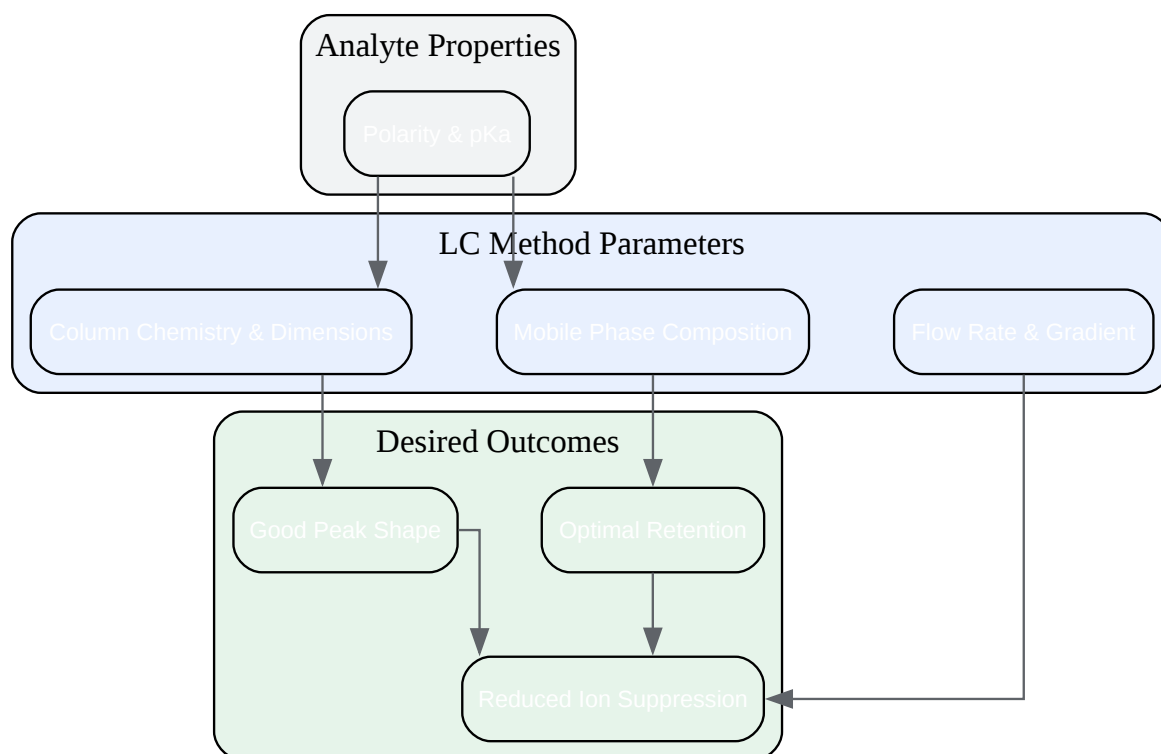 Analyte Properties
Polarity & pKa
LC Method Parameters
Column Chemistry & Dimensions
Mobile Phase Composition
Flow Rate & Gradient
Desired Outcomes
Good Peak Shape
Optimal Retention
Reduced Ion Suppression